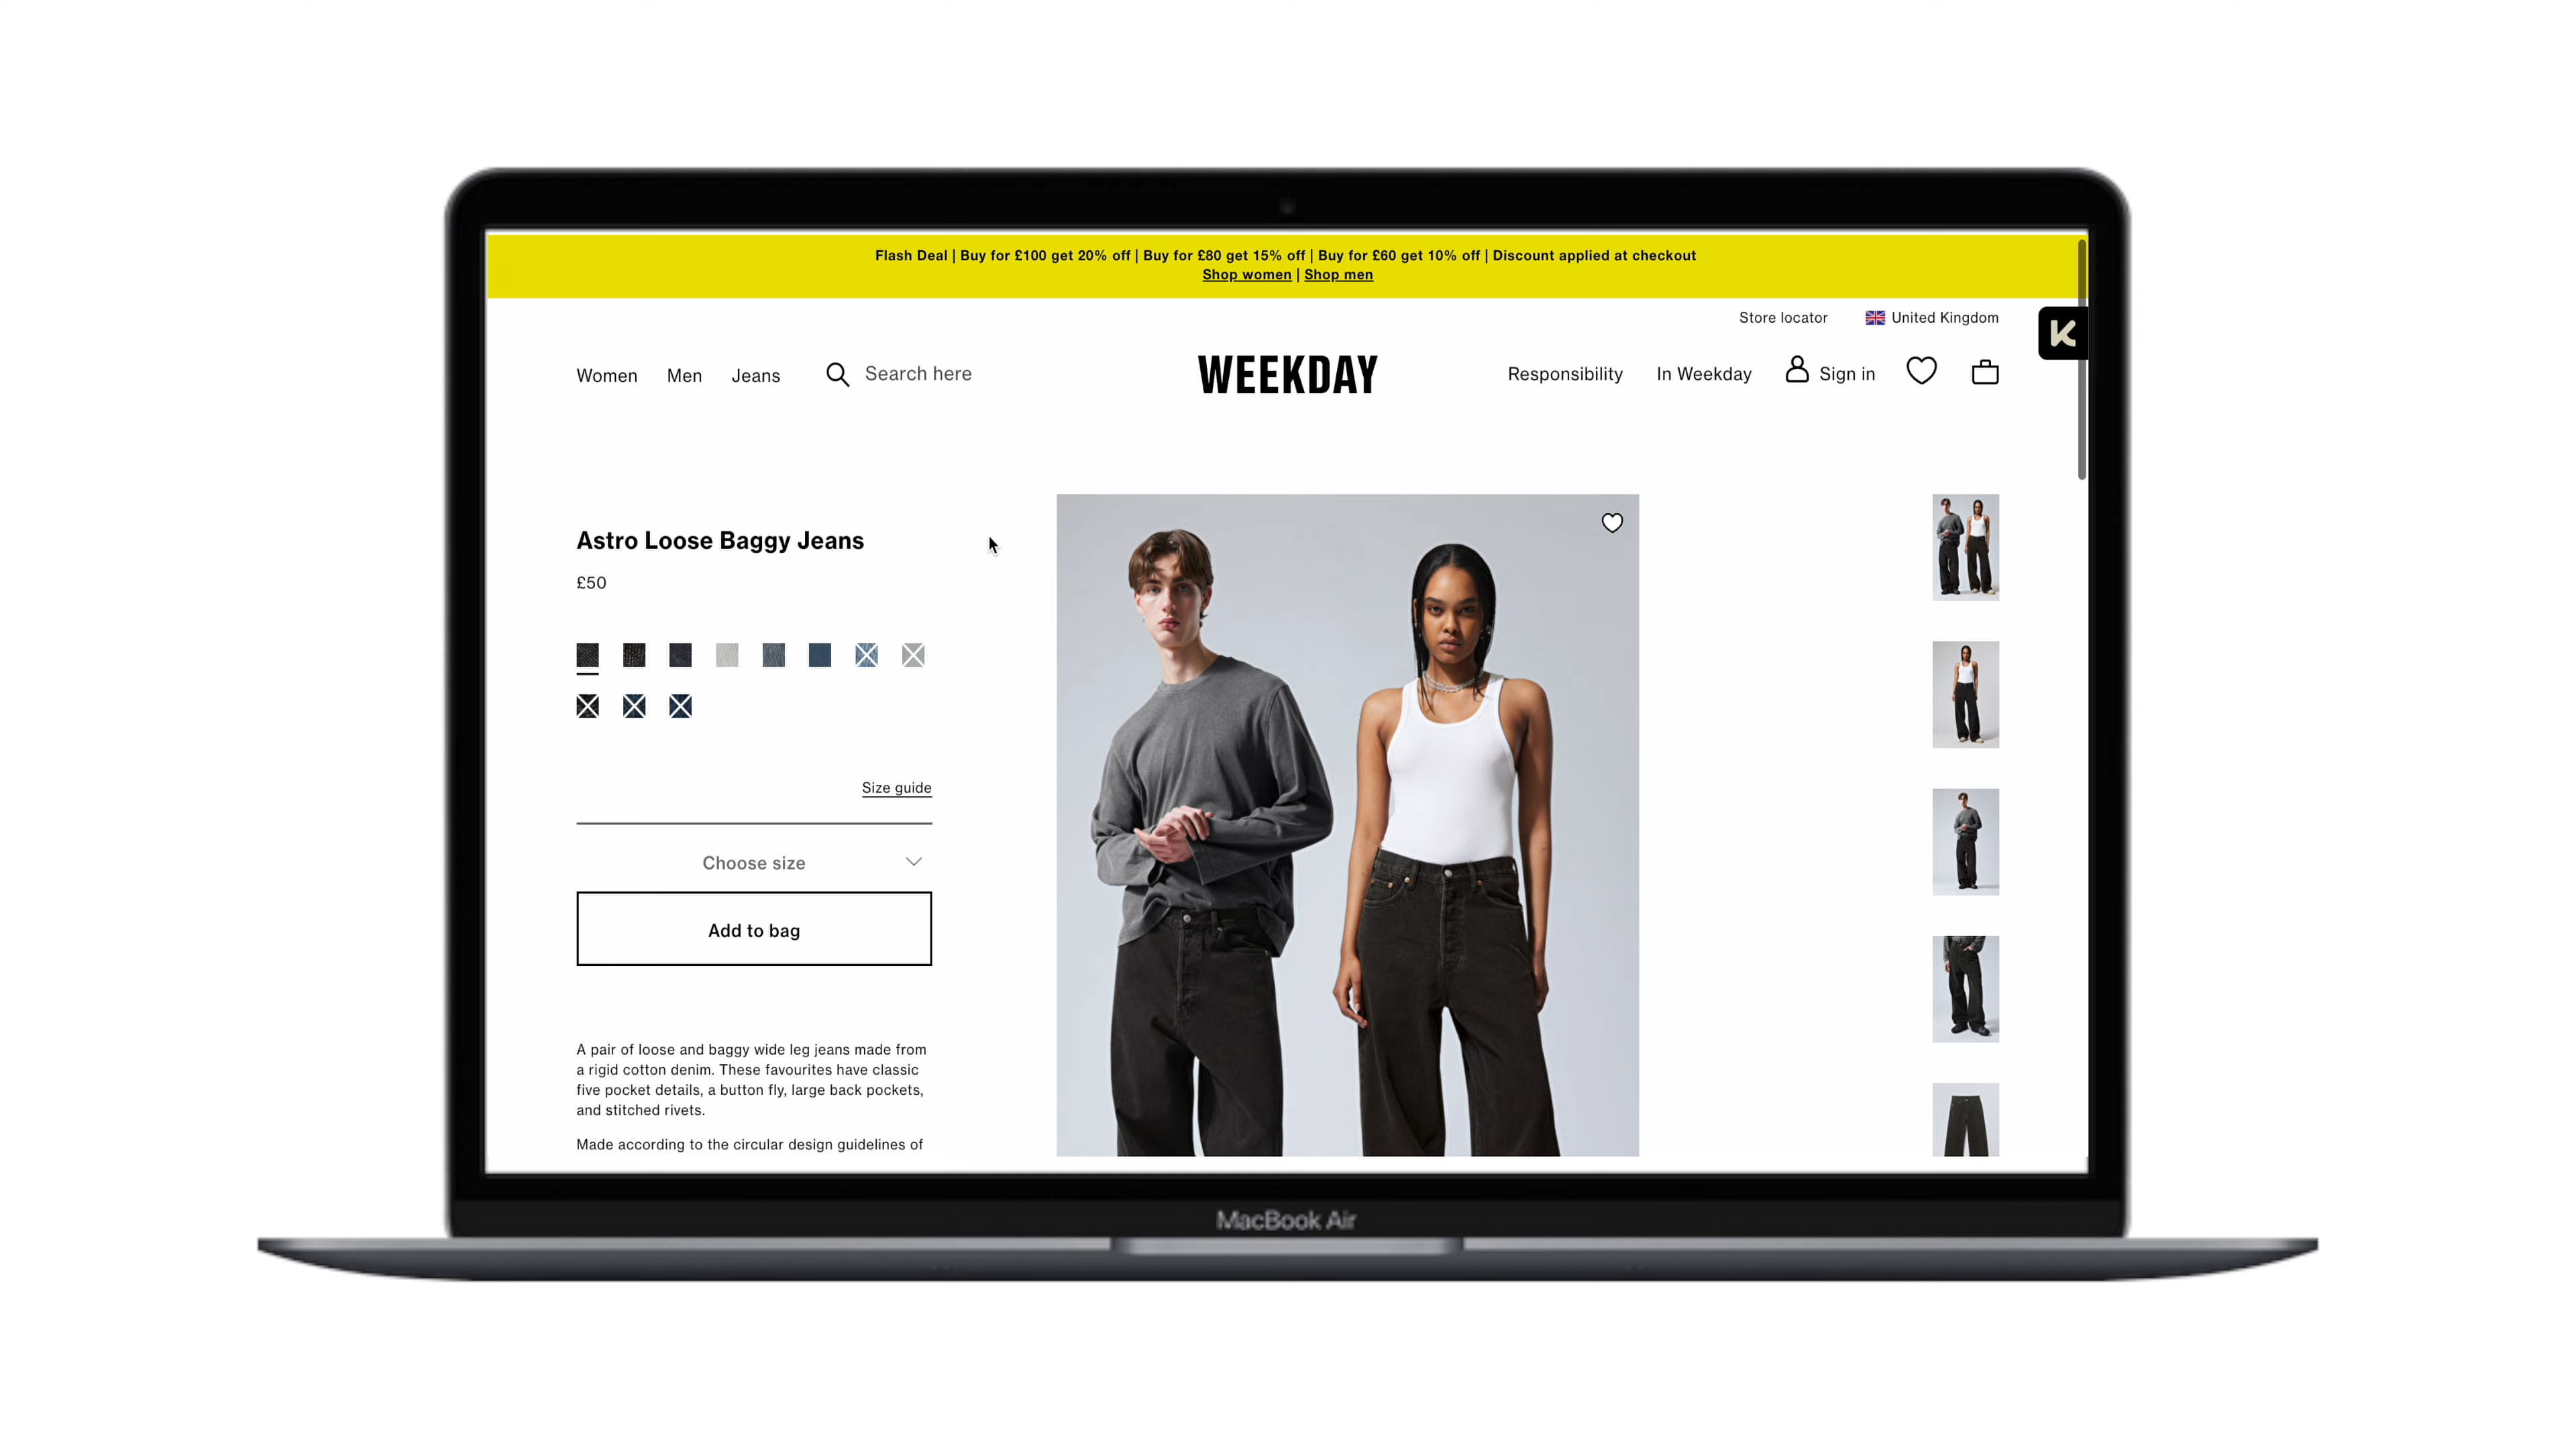 Flash Deal | Buy for £100 get 20% off | Buy for £80 get 15% off | Buy for £60 get 10% off | Discount applied at checkout
Shop women | Shop men
Store locator United Kingdom
K
Women Men Jeans Search here WEEKDAY Responsibility In Weekday Sign in
Astro Loose Baggy Jeans
£50
Size guide
Choose size
Add to bag
A pair of loose and baggy wide leg jeans made from
a rigid cotton denim. These favourites have classic
five pocket details, a button fly, large back pockets,
and stitched rivets.
Made according to the circular design guidelines of
MacBook Air